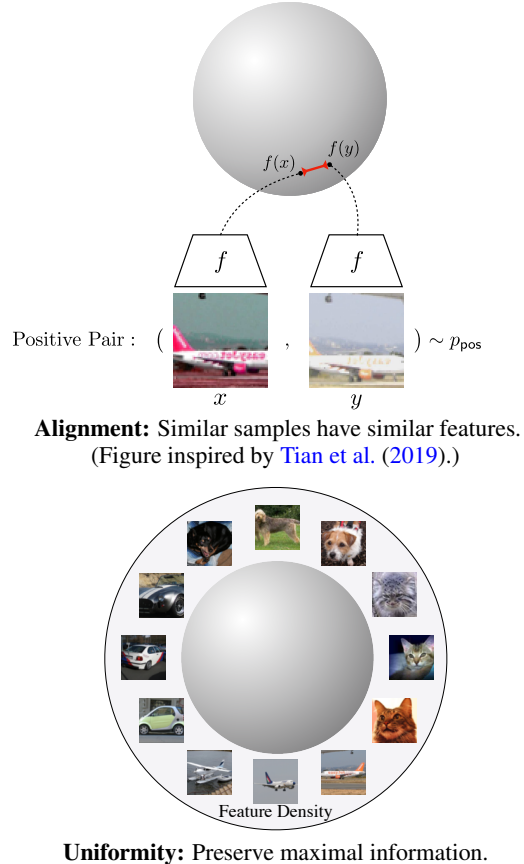 f(x) f(y)
f f
Positive Pair : ( , ) ∼ p_pos
x y
Alignment: Similar samples have similar features.
(Figure inspired by Tian et al. (2019).)
Feature Density
Uniformity: Preserve maximal information.